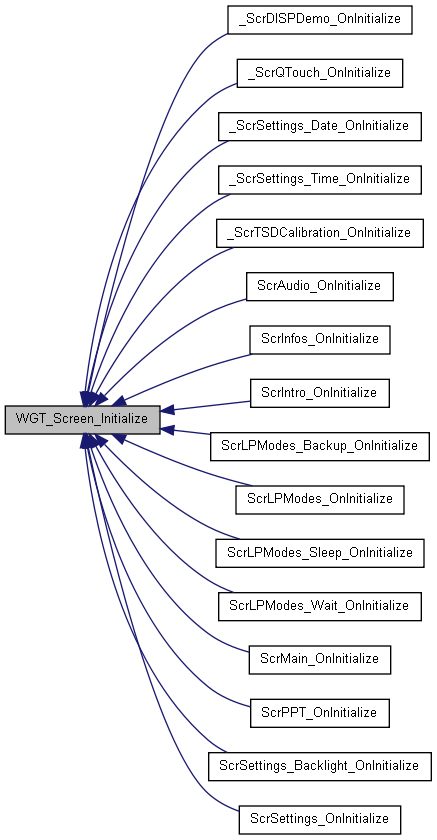 _ScrDISPDemo_OnInitialize
_ScrQTouch_OnInitialize
_ScrSettings_Date_OnInitialize
_ScrSettings_Time_OnInitialize
_ScrTSDCalibration_OnInitialize
ScrAudio_OnInitialize
ScrInfos_OnInitialize
ScrIntro_OnInitialize
WGT_Screen_Initialize
ScrLPModes_Backup_OnInitialize
ScrLPModes_OnInitialize
ScrLPModes_Sleep_OnInitialize
ScrLPModes_Wait_OnInitialize
ScrMain_OnInitialize
ScrPPT_OnInitialize
ScrSettings_Backlight_OnInitialize
ScrSettings_OnInitialize